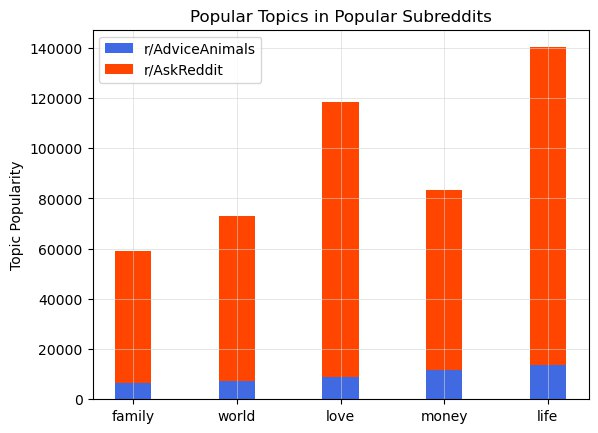 Popular Topics in Popular Subreddits
r/AdviceAnimals
r/AskReddit
Topic Popularity
140000
120000
100000
80000
60000
40000
20000
0
family world love money life